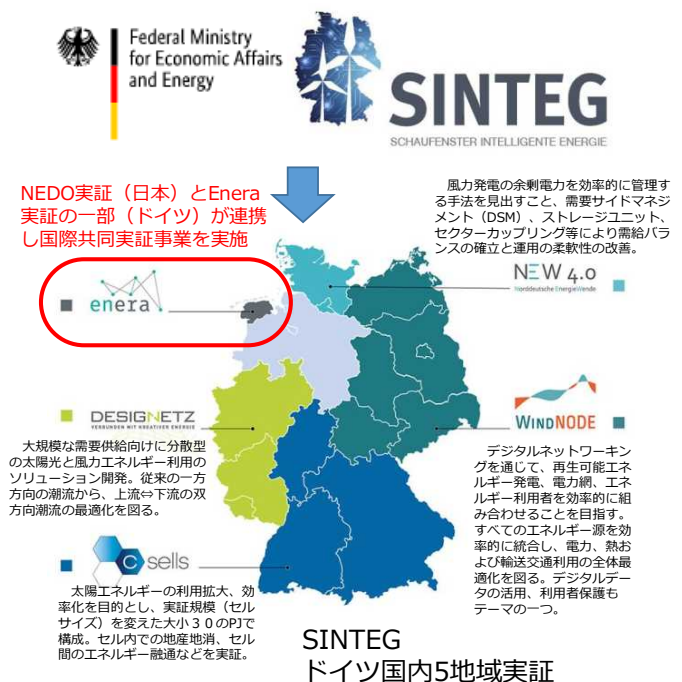 Federal Ministry
for Economic Affairs
and Energy
SINTEG
SCHAUFENSTER INTELLIGENTE ENERGIE
NEDO実証（日本）とEnera
実証の一部（ドイツ）が連携
し国際共同実証事業を実施
風力発電の余剰電力を効率的に管理す
る手法を見出すこと、需要サイドマネジ
メント（DSM）、ストレージユニット、
セクターカップリング等により需給バラ
ンスの確立と運用の柔軟性の改善。
NEW 4.0
Norddeutsche EnergieWende
enera
DESIGNETZ
VERBUNDEN MIT KREATIVER ENERGIE
大規模な需要供給向けに分散型
の太陽光と風力エネルギー利用の
ソリューション開発。従来の一方
方向の潮流から、上流⇔下流の双
方向潮流の最適化を図る。
WINDNODE
デジタルネットワーキン
グを通じて、再生可能エネ
ルギー発電、電力網、エネ
ルギー利用者を効率的に組
み合わせることを目指す。
すべてのエネルギー源を効
率的に統合し、電力、熱お
よび輸送交通利用の全体最
適化を図る。デジタルデー
タの活用、利用者保護も
テーマの一つ。
C sells
太陽エネルギーの利用拡大、効
率化を目的とし、実証規模（セル
サイズ）を変えた大小３０のPJで
構成。セル内での地産地消、セル
間のエネルギー融通などを実証。
SINTEG
ドイツ国内5地域実証